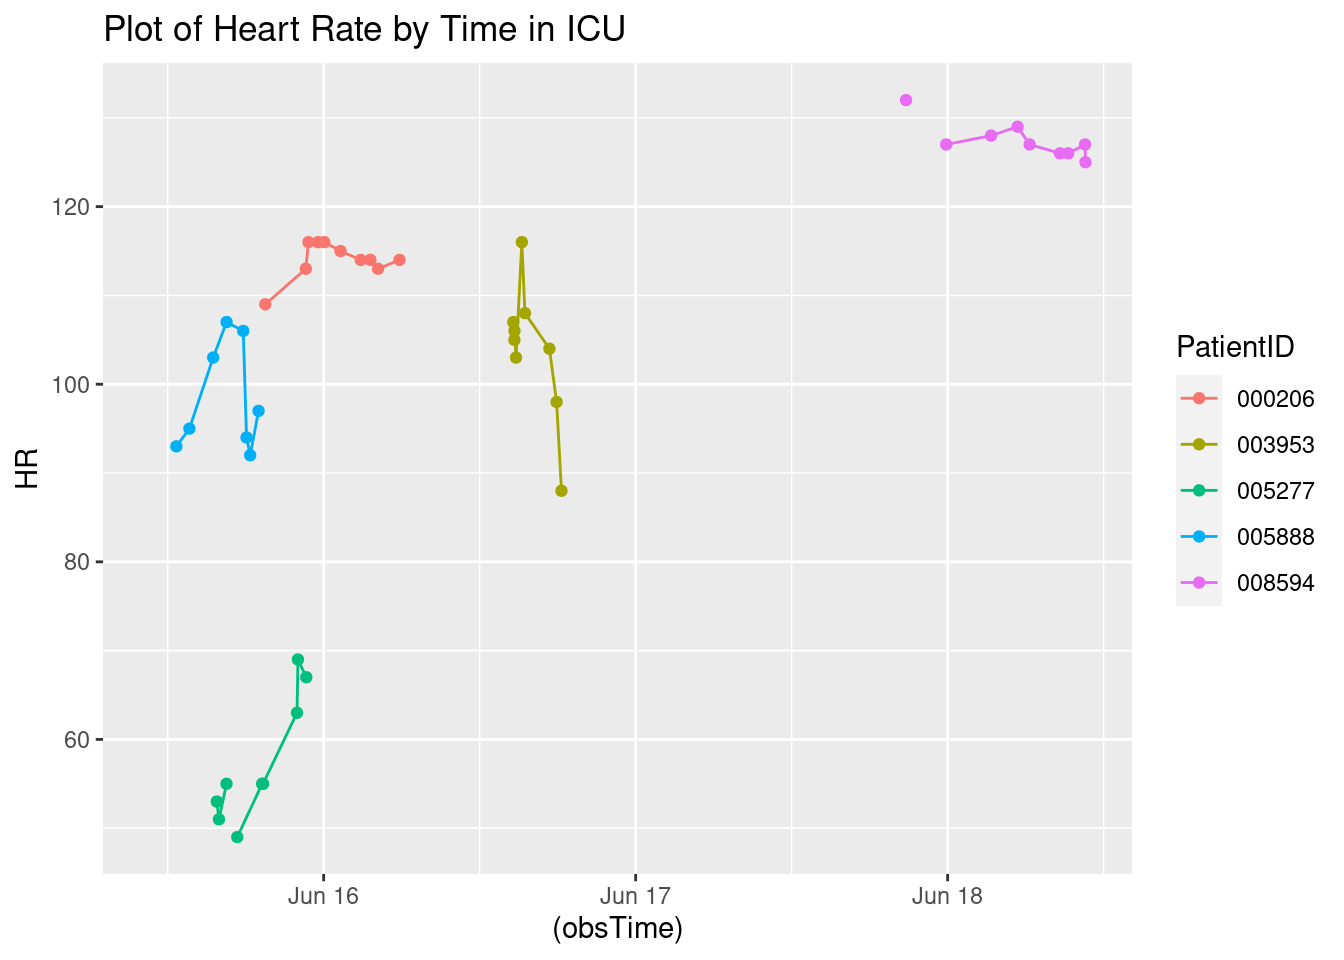 Plot of Heart Rate by Time in ICU
HR
120
100
80
60
Jun 16
Jun 17
Jun 18
(obsTime)
PatientID
000206
003953
005277
005888
008594